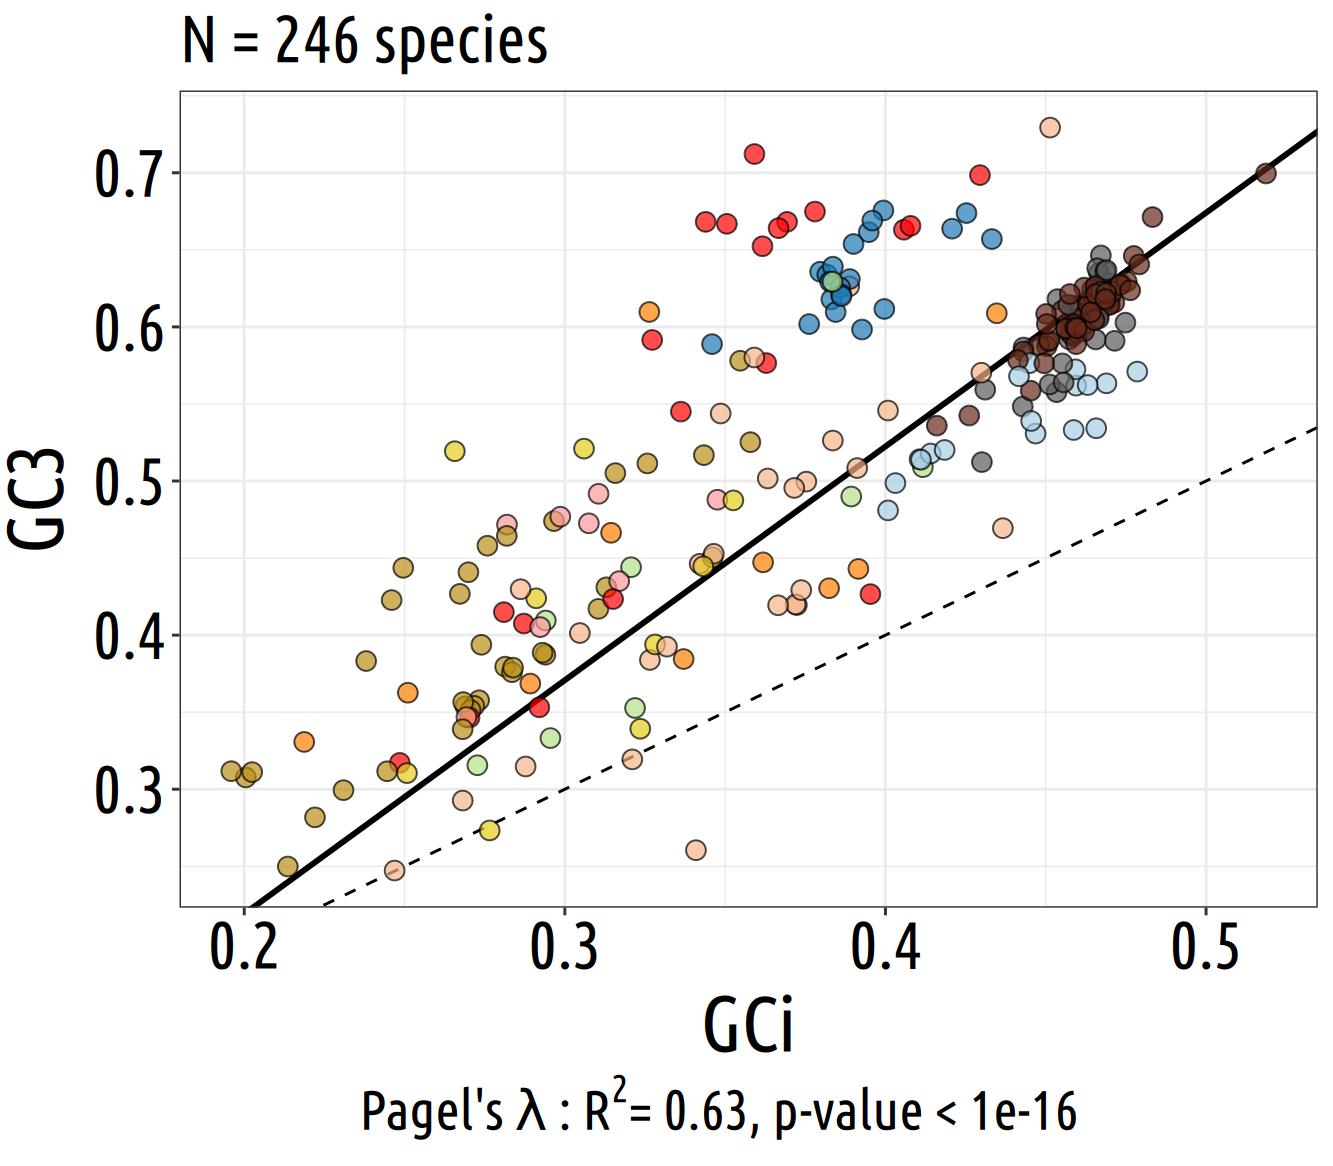 N = 246 species
GC3
0.7
0.6
0.5
0.4
0.3
0.2 0.3 0.4 0.5
GCi
Pagel's λ : R²= 0.63, p-value < 1e-16